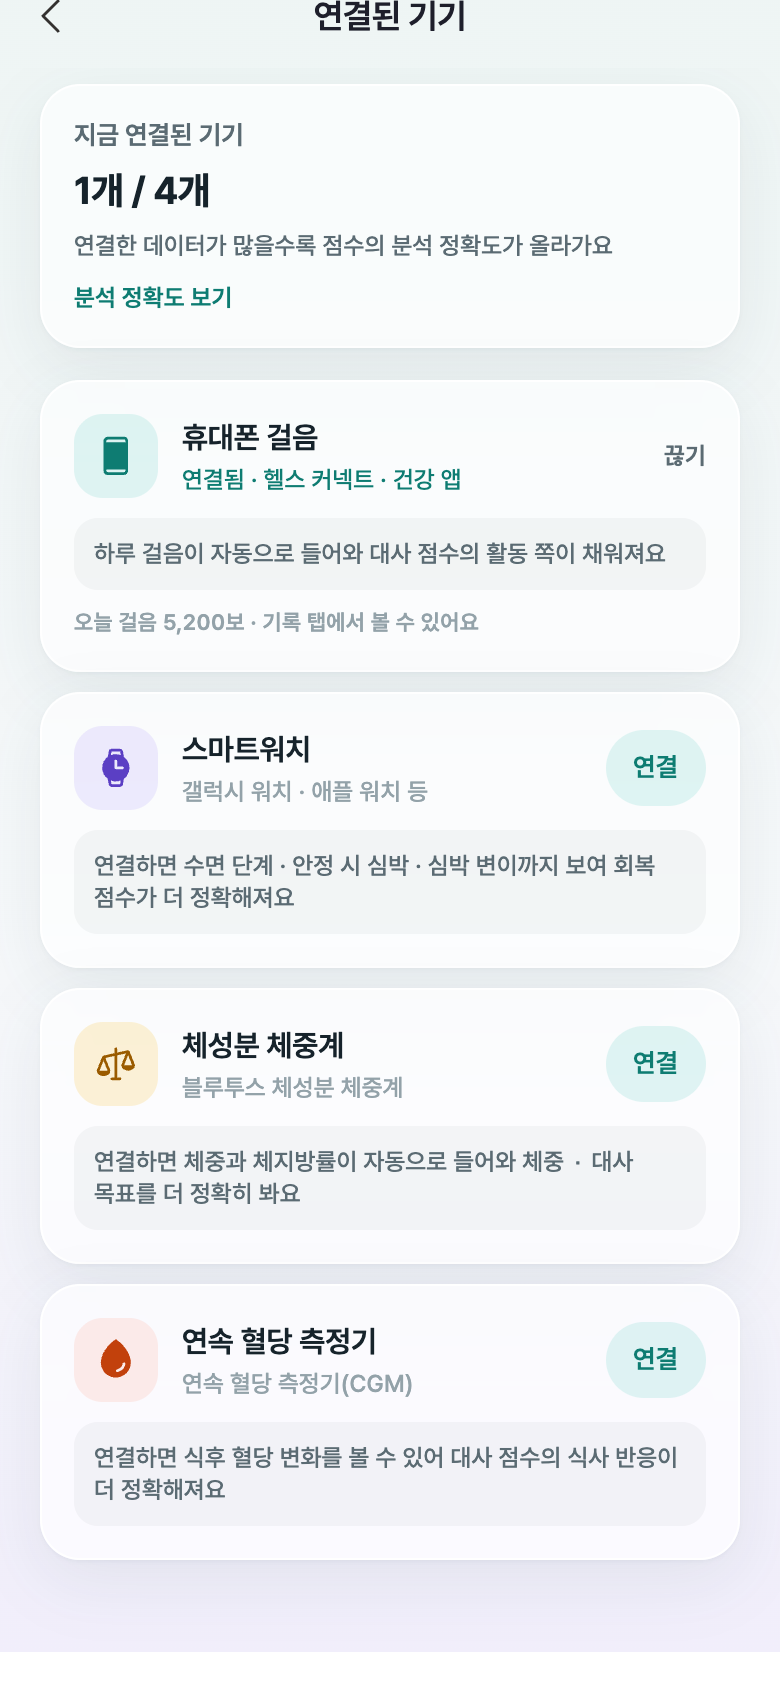 연결된 기기
지금 연결된 기기
1개 / 4개
연결한 데이터가 많을수록 점수의 분석 정확도가 올라가요
분석 정확도 보기
휴대폰 걸음
연결됨 · 헬스 커넥트 · 건강 앱
끊기
하루 걸음이 자동으로 들어와 대사 점수의 활동 쪽이 채워져요
오늘 걸음 5,200보 · 기록 탭에서 볼 수 있어요
스마트워치
갤럭시 워치 · 애플 워치 등
연결
연결하면 수면 단계 · 안정 시 심박 · 심박 변이까지 보여 회복
점수가 더 정확해져요
체성분 체중계
블루투스 체성분 체중계
연결
연결하면 체중과 체지방률이 자동으로 들어와 체중 · 대사
목표를 더 정확히 봐요
연속 혈당 측정기
연속 혈당 측정기(CGM)
연결
연결하면 식후 혈당 변화를 볼 수 있어 대사 점수의 식사 반응이
더 정확해져요